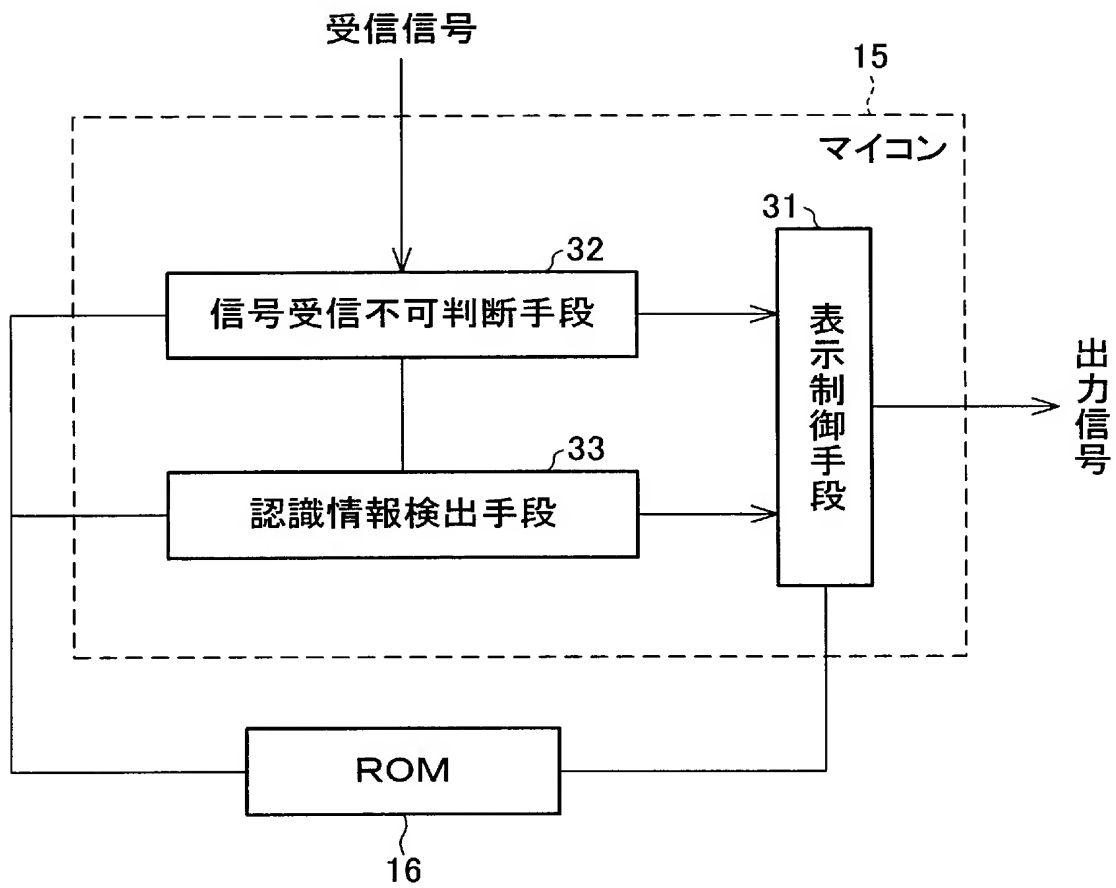 受信信号
15
マイコン
31
32
信号受信不可判断手段
表示制御手段
出力信号
33
認識情報検出手段
ROM
16